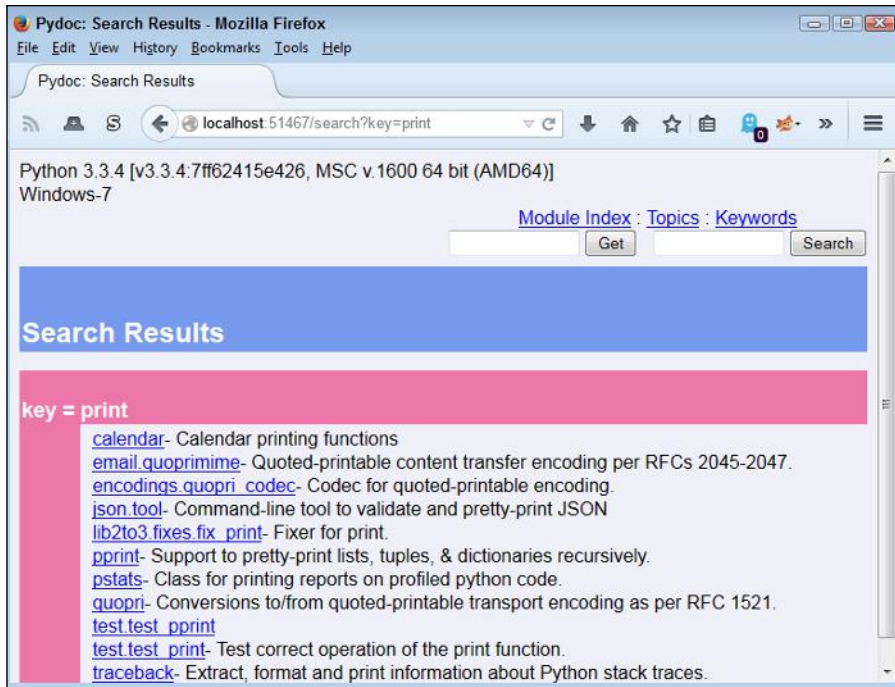 Pydoc: Search Results - Mozilla Firefox
File Edit View History Bookmarks Tools Help
Pydoc: Search Results
S localhost:51467/search?key=print 0 »
Python 3.3.4 [v3.3.4:7ff62415e426, MSC v.1600 64 bit (AMD64)]
Windows-7
Module Index : Topics : Keywords
Get Search
Search Results
key = print
calendar- Calendar printing functions
email.quoprimime- Quoted-printable content transfer encoding per RFCs 2045-2047.
encodings.quopri_codec- Codec for quoted-printable encoding.
json.tool- Command-line tool to validate and pretty-print JSON
lib2to3.fixes.fix_print- Fixer for print.
pprint- Support to pretty-print lists, tuples, & dictionaries recursively.
pstats- Class for printing reports on profiled python code.
quopri- Conversions to/from quoted-printable transport encoding as per RFC 1521.
test.test_pprint
test.test_print- Test correct operation of the print function.
traceback- Extract, format and print information about Python stack traces.